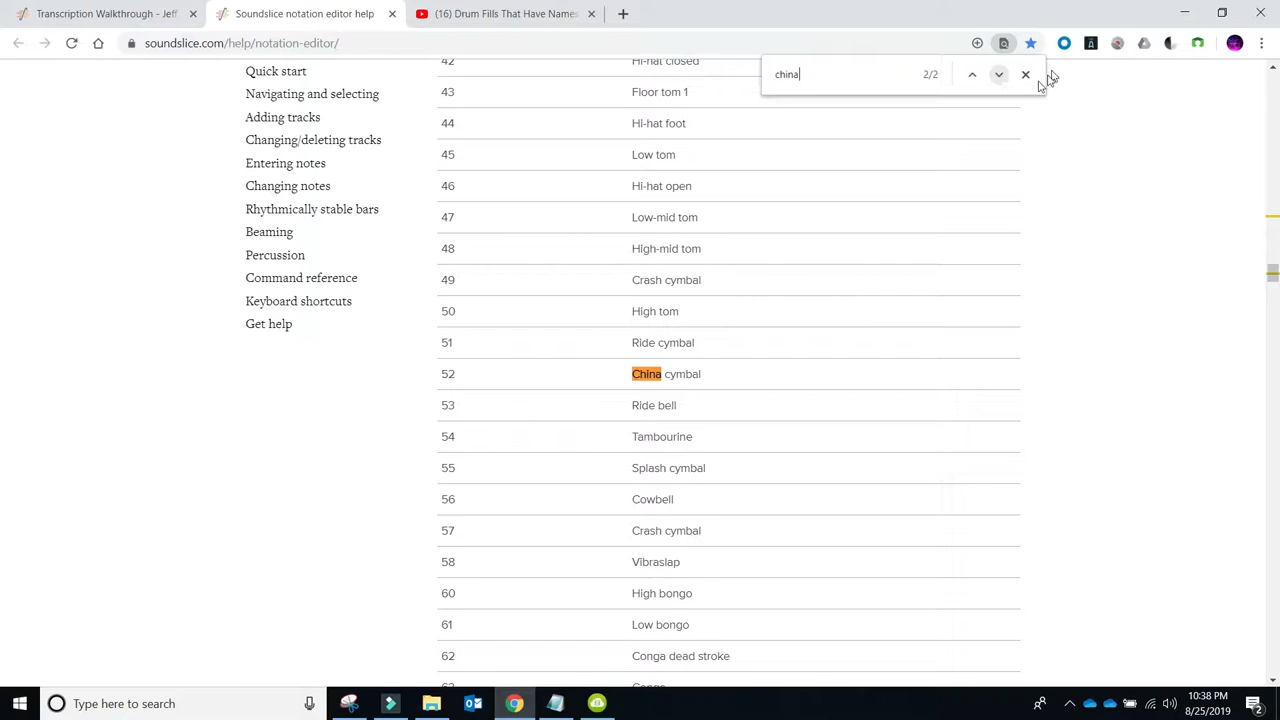 Transcription Walkthrough - Jeff
Soundslice notation editor help
(16) Drum Fills That Have Names
soundslice.com/help/notation-editor/
china
2/2
Quick start
Navigating and selecting
Adding tracks
Changing/deleting tracks
Entering notes
Changing notes
Rhythmically stable bars
Beaming
Percussion
Command reference
Keyboard shortcuts
Get help
42 Hi-hat closed
43 Floor tom 1
44 Hi-hat foot
45 Low tom
46 Hi-hat open
47 Low-mid tom
48 High-mid tom
49 Crash cymbal
50 High tom
51 Ride cymbal
52 China cymbal
53 Ride bell
54 Tambourine
55 Splash cymbal
56 Cowbell
57 Crash cymbal
58 Vibraslap
60 High bongo
61 Low bongo
62 Conga dead stroke
63 Conga
Type here to search
10:38 PM
8/25/2019
2